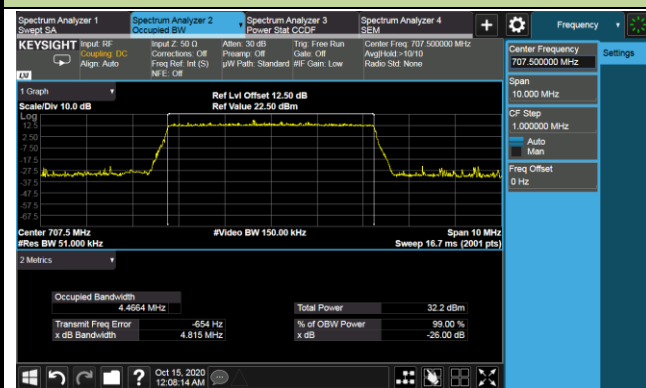 Spectrum Analyzer 1
Swept SA
Spectrum Analyzer 2
Occupied BW
Spectrum Analyzer 3
Power Stat CCDF
Spectrum Analyzer 4
SEM
+
Frequency
KEYSIGHT
Input: RF
Coupling: DC
Align: Auto
Input Z: 50 Ω
Corrections: Off
Freq Ref: Int (S)
NFE: Off
Atten: 30 dB
Preamp: Off
µW Path: Standard
Trig: Free Run
Gate: Off
#IF Gain: Low
Center Freq: 707.500000 MHz
Avg|Hold:>10/10
Radio Std: None
LXI
Center Frequency
707.500000 MHz
Settings
Span
10.000 MHz
CF Step
1.000000 MHz
Auto
Man
Freq Offset
0 Hz
1 Graph
Scale/Div 10.0 dB
Ref Lvl Offset 12.50 dB
Ref Value 22.50 dBm
Log
12.5
2.50
-7.50
-17.5
-27.5
-37.5
-47.5
-57.5
-67.5
Center 707.5 MHz
#Res BW 51.000 kHz
#Video BW 150.00 kHz
Span 10 MHz
Sweep 16.7 ms (2001 pts)
2 Metrics
Occupied Bandwidth
4.4664 MHz
Total Power 32.2 dBm
Transmit Freq Error -654 Hz
x dB Bandwidth 4.815 MHz
% of OBW Power 99.00 %
x dB -26.00 dB
?
Oct 15, 2020
12:08:14 AM